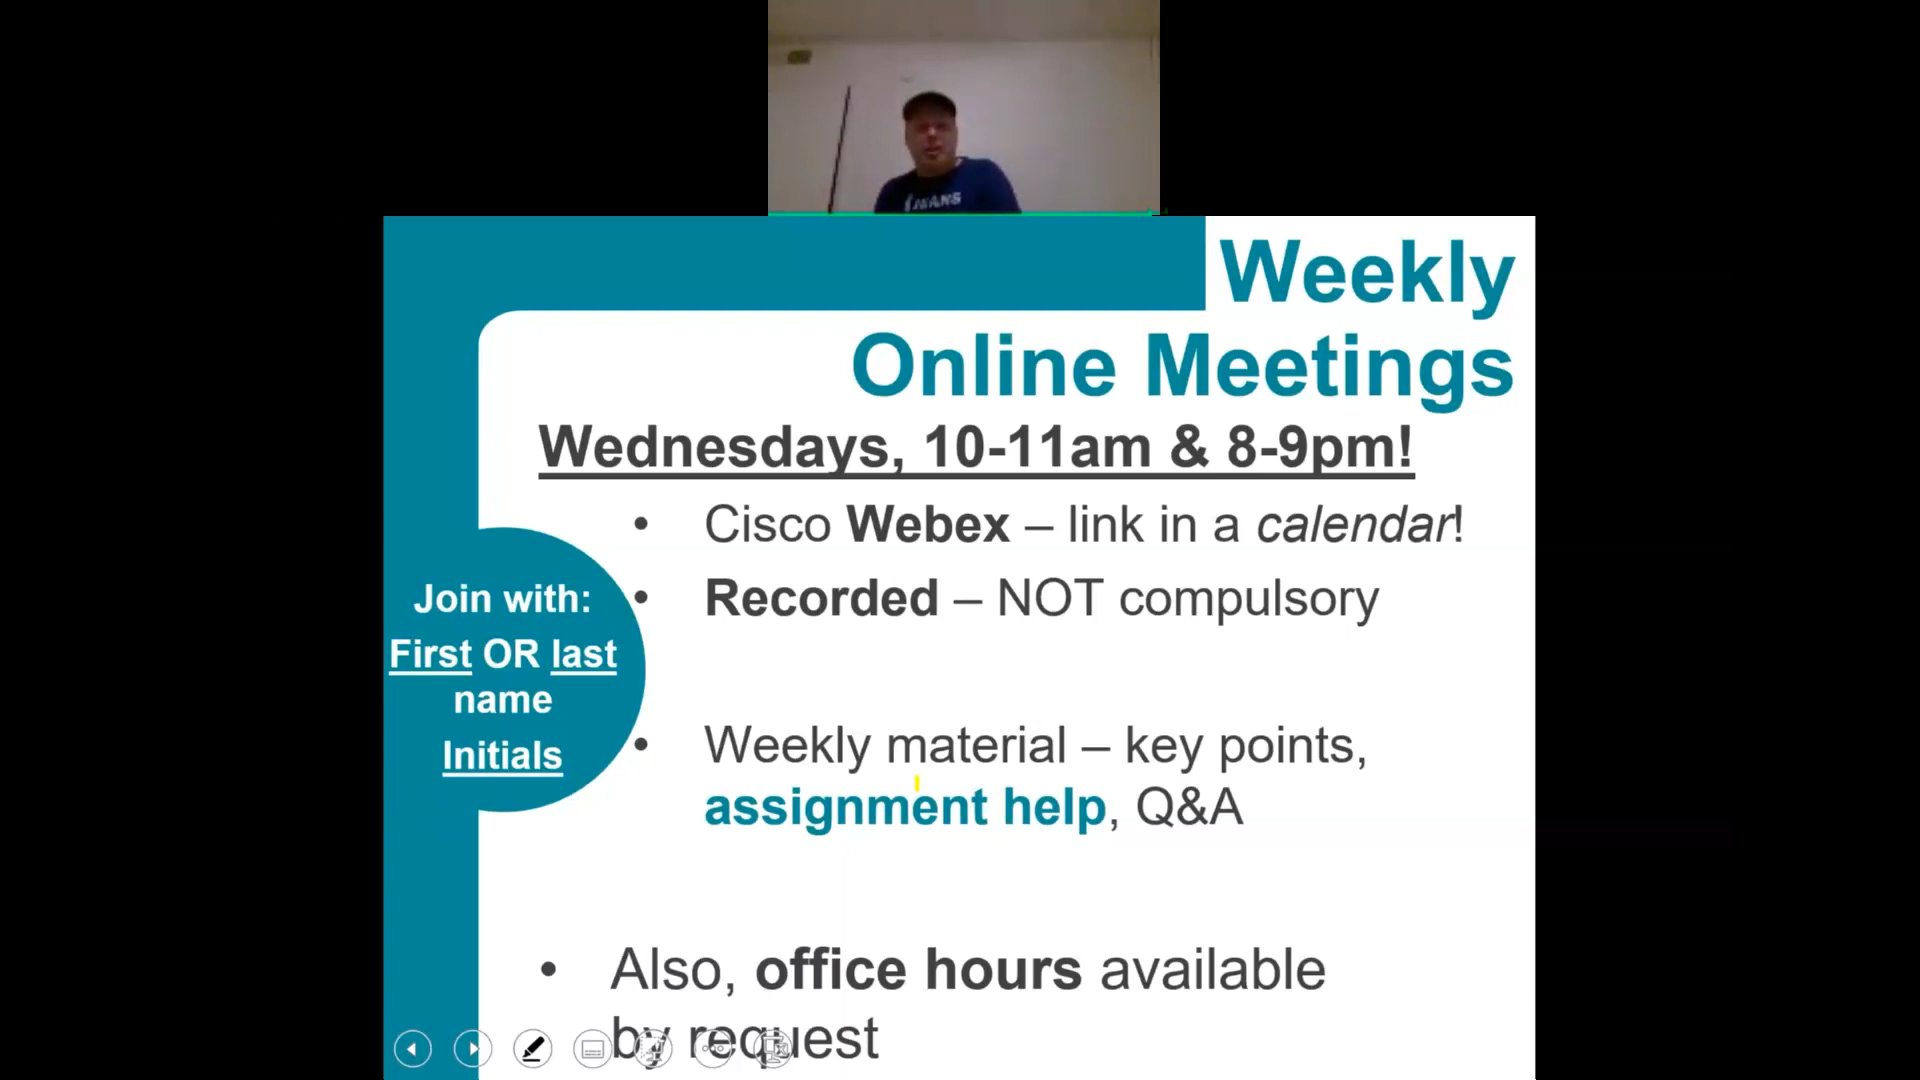 JEANS
Weekly
Online Meetings
Wednesdays, 10-11am & 8-9pm!
• Cisco Webex – link in a calendar!
• Recorded – NOT compulsory
Join with:
First OR last
name
Initials
• Weekly material – key points,
assignment help, Q&A
• Also, office hours available
by request